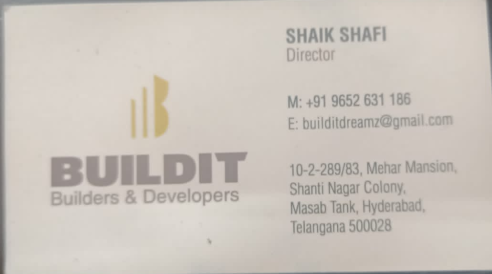 SHAIK SHAFI
Director
M: +91 9652 631 186
E: builditdreamz@gmail.com
BUILDIT
Builders & Developers
10-2-289/83, Mehar Mansion,
Shanti Nagar Colony,
Masab Tank, Hyderabad,
Telangana 500028